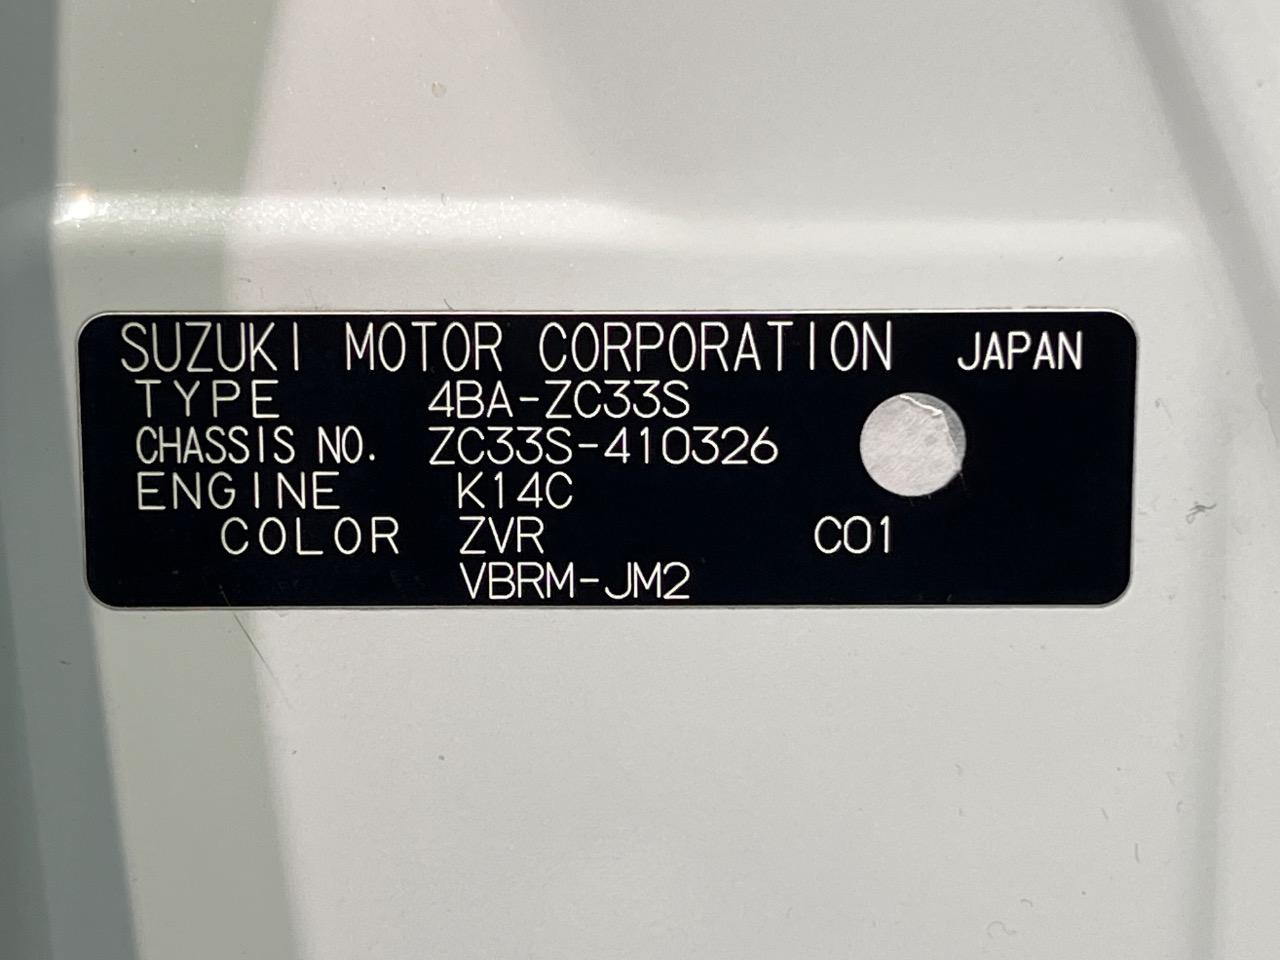 SUZUKI MOTOR CORPORATION JAPAN
TYPE 4BA-ZC33S
CHASSIS NO. ZC33S-410326
ENGINE K14C
COLOR ZVR C01
VBRM-JM2